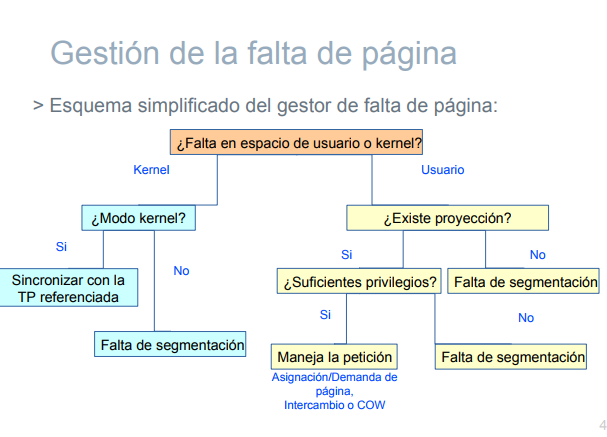 Gestión de la falta de página
> Esquema simplificado del gestor de falta de página:
¿Falta en espacio de usuario o kernel?
Kernel
Usuario
¿Modo kernel?
¿Existe proyección?
Si
No
Si
No
Sincronizar con la
TP referenciada
¿Suficientes privilegios?
Falta de segmentación
Si
No
Falta de segmentación
Maneja la petición
Falta de segmentación
Asignación/Demanda de
página,
Intercambio o COW
4